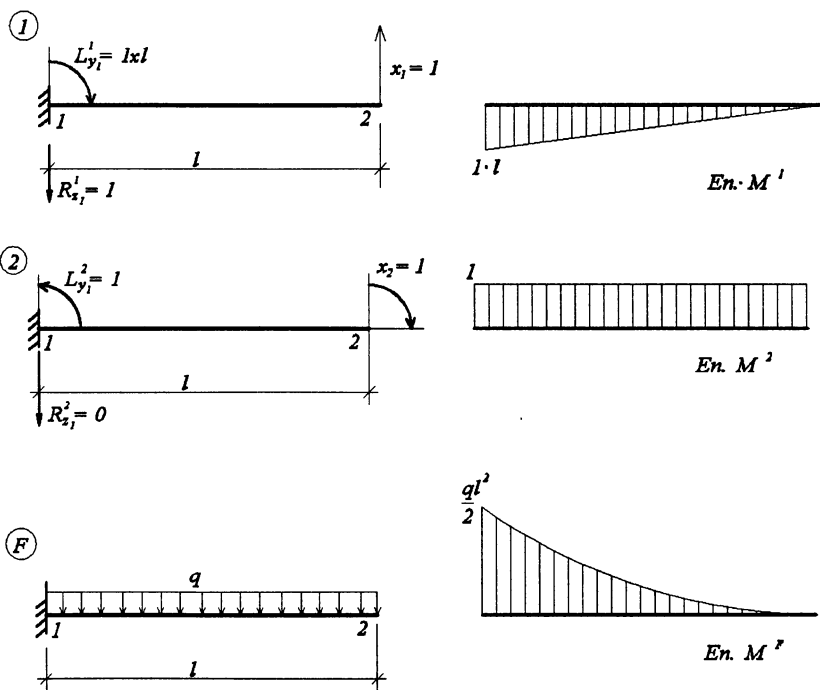 1
L¹y₁ = 1xl
x₁ = 1
1
2
l
R¹z₁ = 1
1·l
En. M¹
2
L²y₁ = 1
x₂ = 1
1
2
l
R²z₁ = 0
1
En. M²
F
q
1
2
l
ql²
2
En. M^F